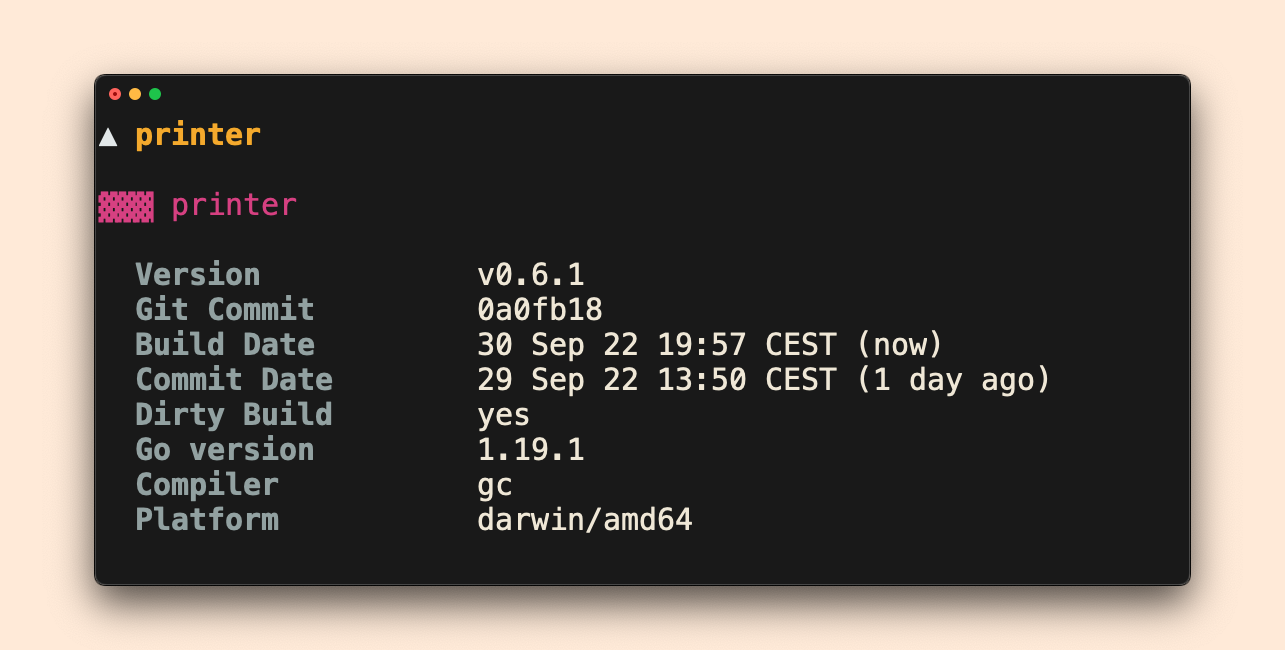 ▲ printer
▓▓▓ printer
Version v0.6.1
Git Commit 0a0fb18
Build Date 30 Sep 22 19:57 CEST (now)
Commit Date 29 Sep 22 13:50 CEST (1 day ago)
Dirty Build yes
Go version 1.19.1
Compiler gc
Platform darwin/amd64